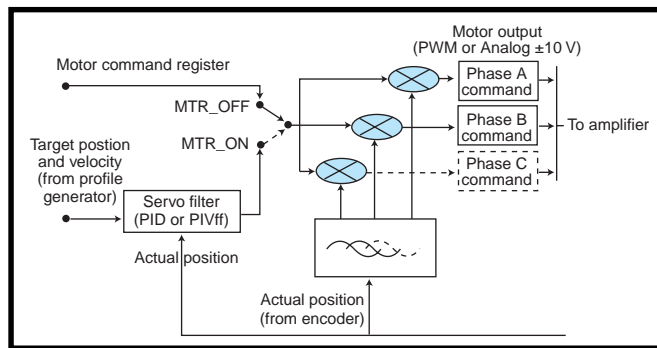 Motor output
(PWM or Analog ±10 V)
Motor command register
MTR_OFF
MTR_ON
Phase A
command
Phase B
command
Phase C
command
To amplifier
Target postion
and velocity
(from profile
generator)
Servo filter
(PID or PIVff)
Actual position
Actual position
(from encoder)